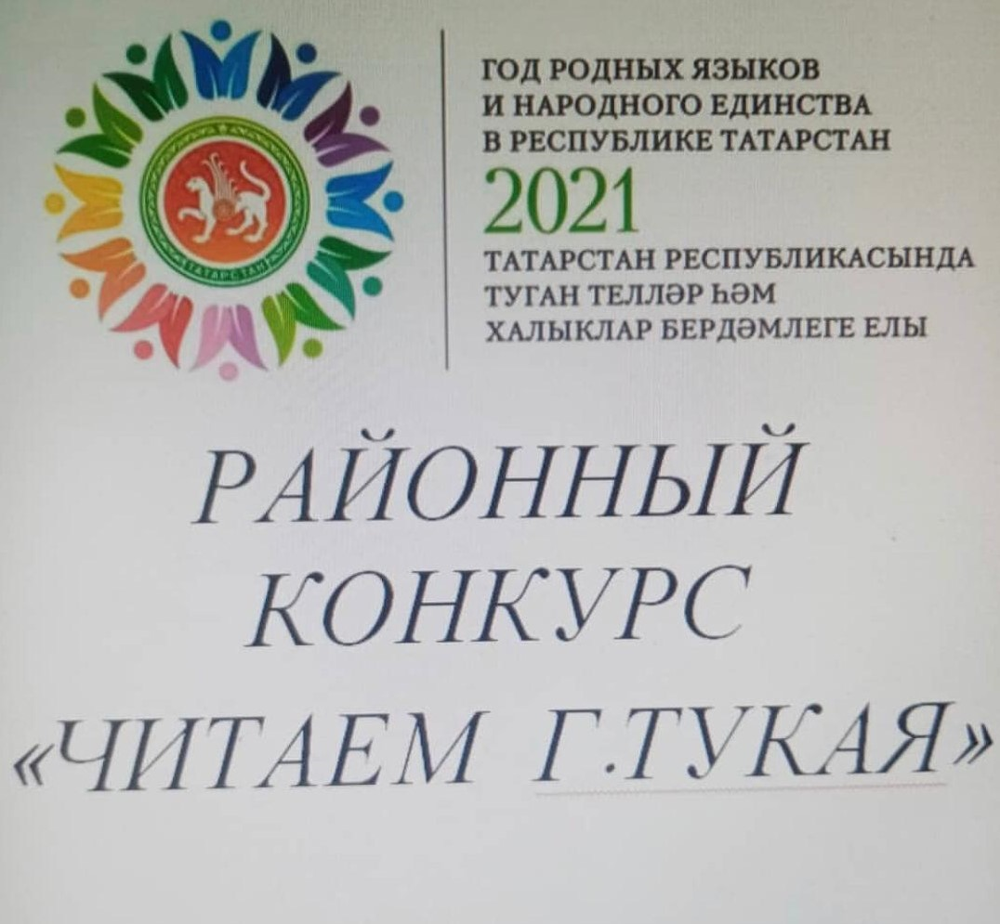 ТАТАРСТАН
ГОД РОДНЫХ ЯЗЫКОВ
И НАРОДНОГО ЕДИНСТВА
В РЕСПУБЛИКЕ ТАТАРСТАН
2021
ТАТАРСТАН РЕСПУБЛИКАСЫНДА
ТУГАН ТЕЛЛӘР ҺӘМ
ХАЛЫКЛАР БЕРДӘМЛЕГЕ ЕЛЫ
РАЙОННЫЙ
КОНКУРС
«ЧИТАЕМ Г.ТУКАЯ»